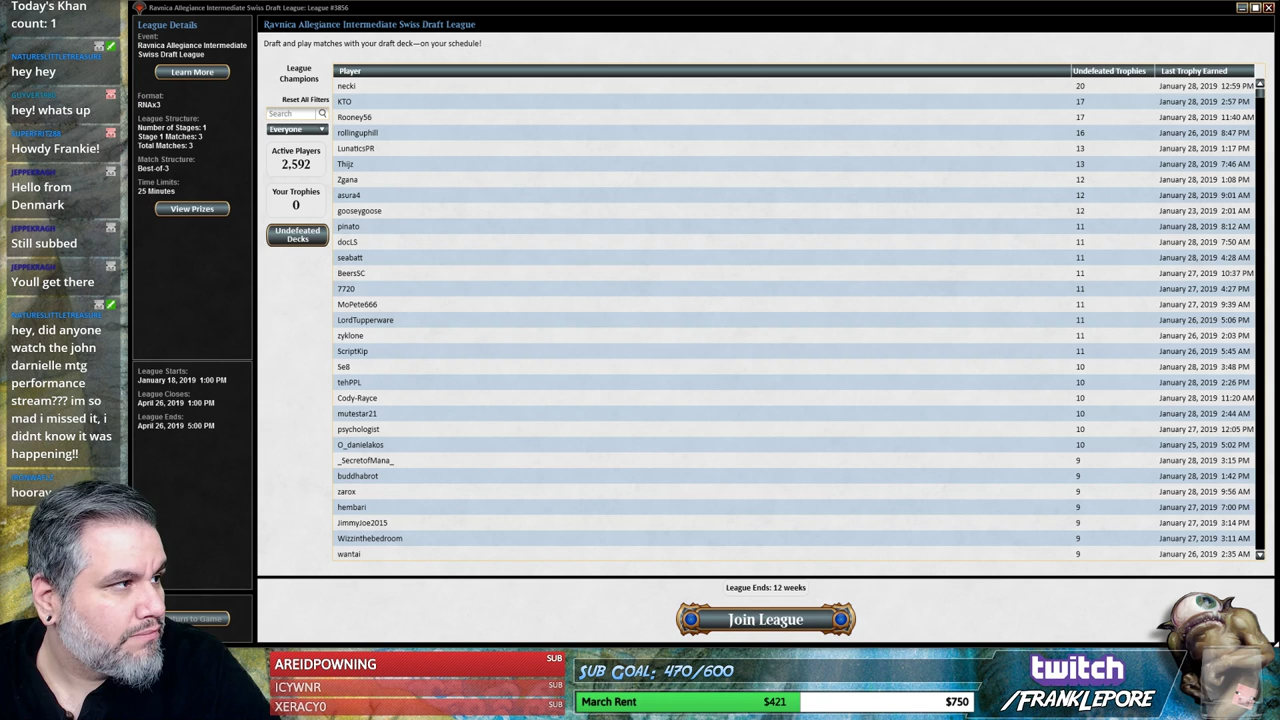 Today's Khan
count: 1
NATURESLITTLETREASURE
hey hey
hey! whats up
SUPERFRITZ88
Howdy Frankie!
JEPPEKRAGH
Hello from
Denmark
JEPPEKRAGH
Still subbed
JEPPEKRAGH
Youll get there
NATURESLITTLETREASURE
hey, did anyone
watch the john
darnielle mtg
performance
stream??? im so
mad i missed it, i
didnt know it was
happening!!
hooray
Ravnica Allegiance Intermediate Swiss Draft League: League #3856
League Details
Event:
Ravnica Allegiance Intermediate
Swiss Draft League
Learn More
Format:
RNAx3
League Structure:
Number of Stages: 1
Stage 1 Matches: 3
Total Matches: 3
Match Structure:
Best-of-3
Time Limits:
25 Minutes
View Prizes
League Starts:
January 18, 2019 1:00 PM
League Closes:
April 26, 2019 1:00 PM
League Ends:
April 26, 2019 5:00 PM
to Game
Ravnica Allegiance Intermediate Swiss Draft League
Draft and play matches with your draft deck—on your schedule!
League
Champions
Reset All Filters
Search
Everyone
Active Players
2,592
Your Trophies
0
Undefeated
Decks
Player Undefeated Trophies Last Trophy Earned
necki 20 January 28, 2019 12:59 PM
KTO 17 January 28, 2019 2:57 PM
Rooney56 17 January 28, 2019 11:40 AM
rollinguphill 16 January 26, 2019 8:47 PM
LunaticsPR 13 January 28, 2019 1:17 PM
Thijz 13 January 28, 2019 7:46 AM
Zgana 12 January 28, 2019 1:08 PM
asura4 12 January 28, 2019 9:01 AM
gooseygoose 12 January 23, 2019 2:01 AM
pinato 11 January 28, 2019 8:12 AM
docLS 11 January 28, 2019 7:50 AM
seabatt 11 January 28, 2019 4:28 AM
BeersSC 11 January 27, 2019 10:37 PM
7720 11 January 27, 2019 4:27 PM
MoPete666 11 January 27, 2019 9:39 AM
LordTupperware 11 January 26, 2019 5:06 PM
zyklone 11 January 26, 2019 2:03 PM
ScriptKip 11 January 26, 2019 5:45 AM
Se8 10 January 28, 2019 3:48 PM
tehPPL 10 January 28, 2019 2:26 PM
Cody-Rayce 10 January 28, 2019 11:20 AM
mutestar21 10 January 28, 2019 2:44 AM
psychologist 10 January 27, 2019 12:05 PM
O_danielakos 10 January 25, 2019 5:02 PM
_SecretofMana_ 9 January 28, 2019 3:15 PM
buddhabrot 9 January 28, 2019 1:42 PM
zarox 9 January 28, 2019 9:56 AM
hembari 9 January 27, 2019 7:00 PM
JimmyJoe2015 9 January 27, 2019 3:14 PM
Wizzinthebedroom 9 January 27, 2019 3:11 AM
wantai 9 January 26, 2019 2:35 AM
League Ends: 12 weeks
Join League
AREIDPOWNING SUB
ICYWNR SUB
XERACY0 SUB
SUB GOAL: 470/600
March Rent $421 $750
twitch
/FRANKLEPORE